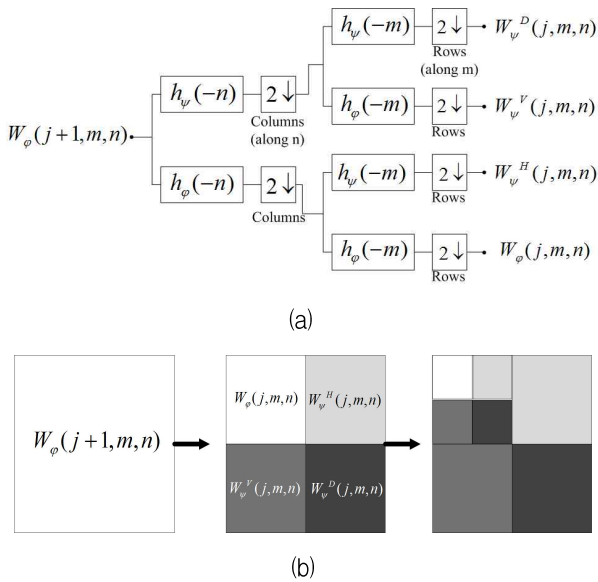 h_ψ(−m) 2↓ W_ψ^D(j,m,n)
Rows
(along m)
h_ψ(−n) 2↓
Columns
(along n)
h_φ(−m) 2↓ W_ψ^V(j,m,n)
Rows
W_φ(j+1,m,n)
h_φ(−n) 2↓
Columns
h_ψ(−m) 2↓ W_ψ^H(j,m,n)
Rows
h_φ(−m) 2↓ W_φ(j,m,n)
Rows
(a)
W_φ(j+1,m,n)
W_φ(j,m,n) W_ψ^H(j,m,n)
W_ψ^V(j,m,n) W_ψ^D(j,m,n)
(b)